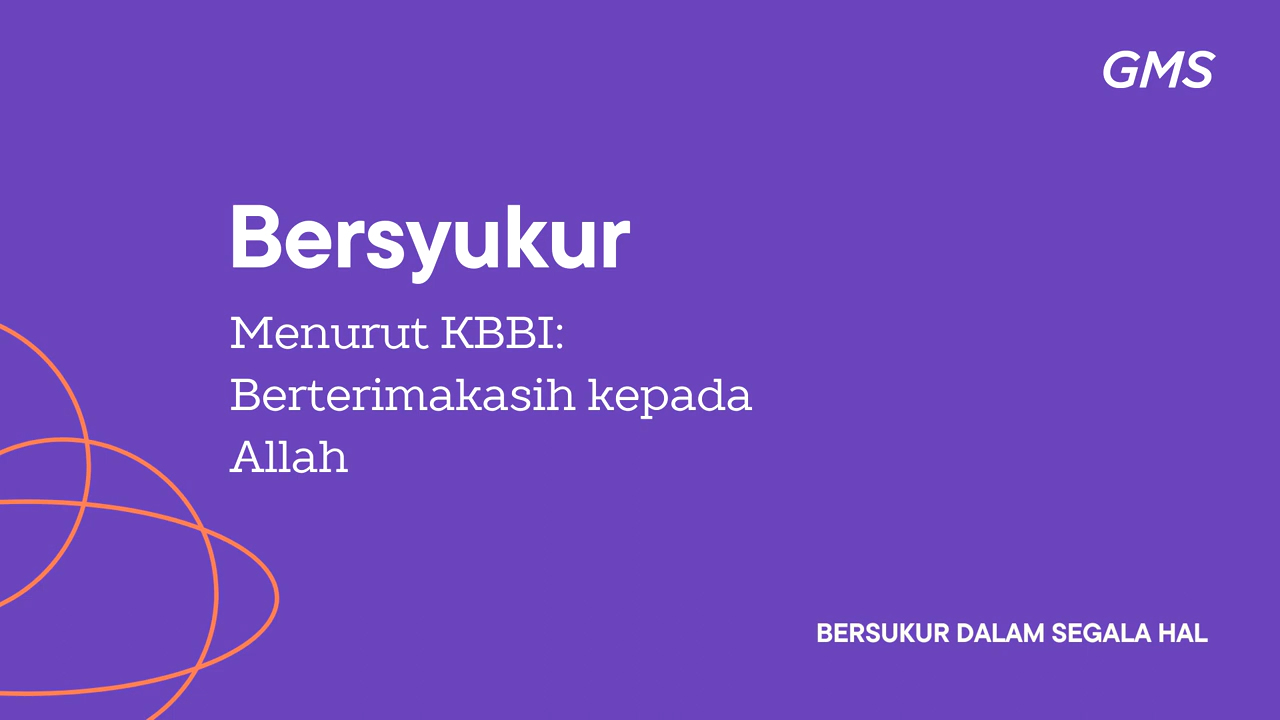 GMS
Bersyukur
Menurut KBBI:
Berterimakasih kepada
Allah
BERSUKUR DALAM SEGALA HAL